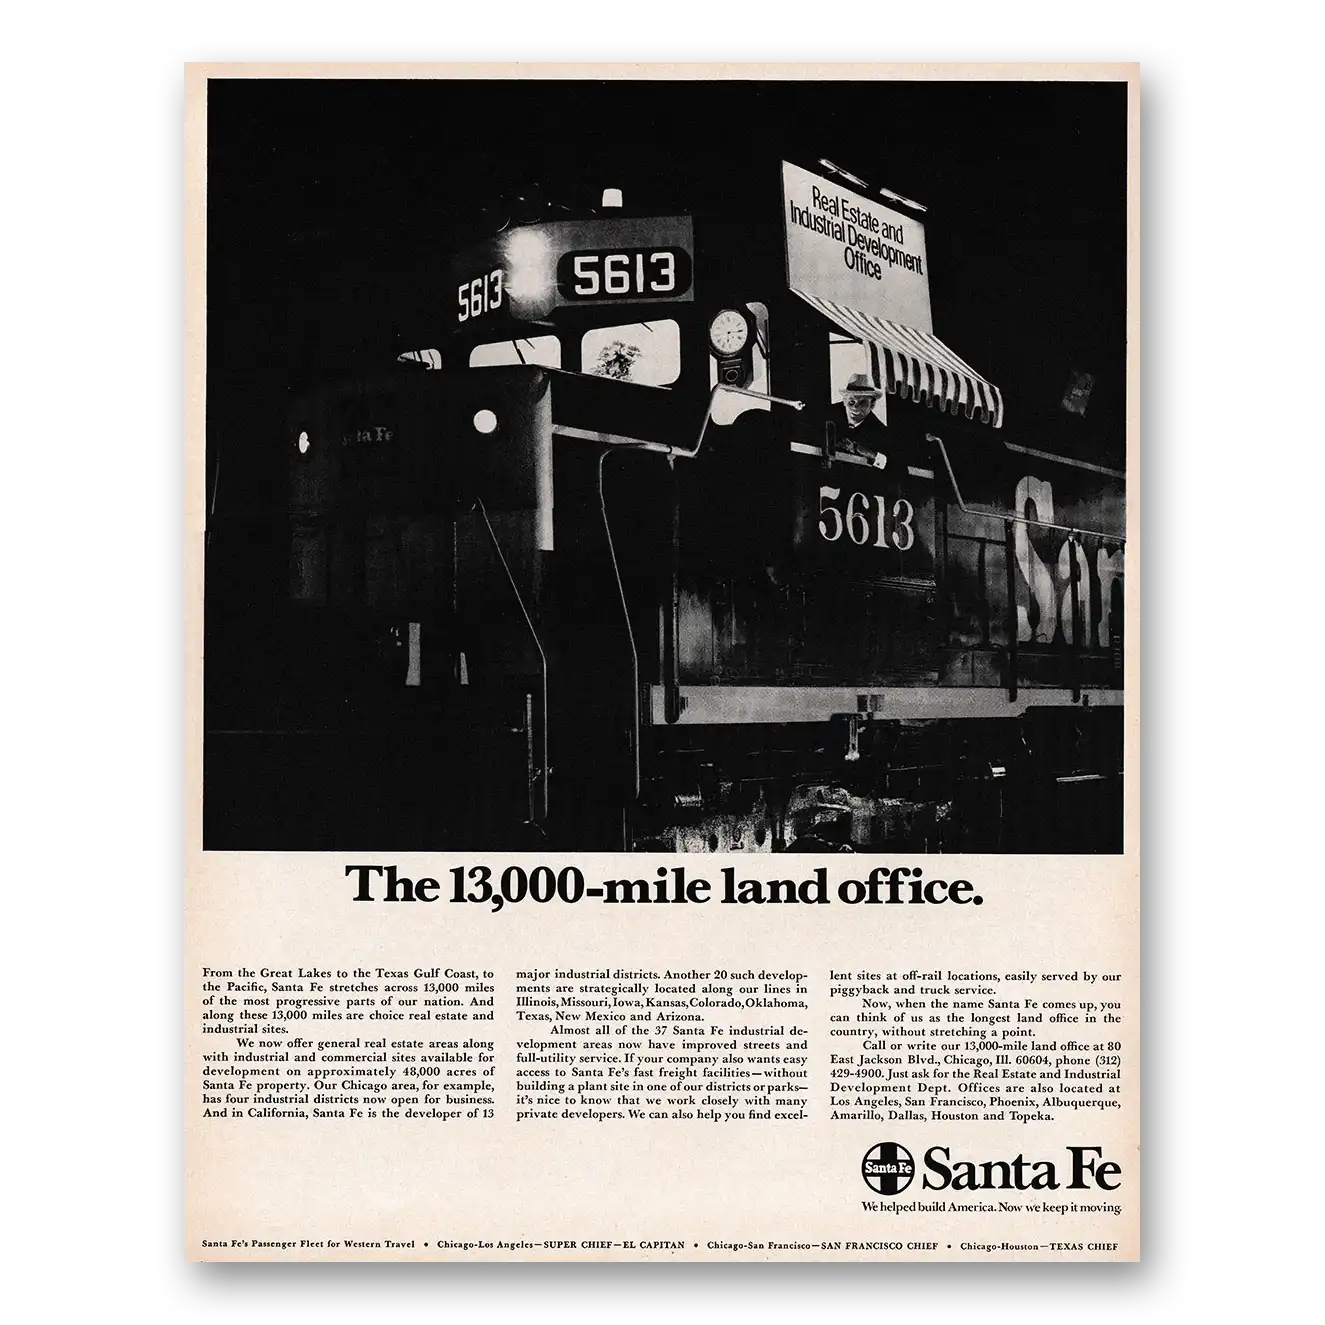 Real Estate and
Industrial Development
Office
5613
5613
Santa Fe
5613
San
The 13,000-mile land office.
From the Great Lakes to the Texas Gulf Coast, to
the Pacific, Santa Fe stretches across 13,000 miles
of the most progressive parts of our nation. And
along these 13,000 miles are choice real estate and
industrial sites.
We now offer general real estate areas along
with industrial and commercial sites available for
development on approximately 48,000 acres of
Santa Fe property. Our Chicago area, for example,
has four industrial districts now open for business.
And in California, Santa Fe is the developer of 13
major industrial districts. Another 20 such develop-
ments are strategically located along our lines in
Illinois, Missouri, Iowa, Kansas, Colorado, Oklahoma,
Texas, New Mexico and Arizona.
Almost all of the 37 Santa Fe industrial de-
velopment areas now have improved streets and
full-utility service. If your company also wants easy
access to Santa Fe's fast freight facilities—without
building a plant site in one of our districts or parks—
it's nice to know that we work closely with many
private developers. We can also help you find excel-
lent sites at off-rail locations, easily served by our
piggyback and truck service.
Now, when the name Santa Fe comes up, you
can think of us as the longest land office in the
country, without stretching a point.
Call or write our 13,000-mile land office at 80
East Jackson Blvd., Chicago, Ill. 60604, phone (312)
429-4900. Just ask for the Real Estate and Industrial
Development Dept. Offices are also located at
Los Angeles, San Francisco, Phoenix, Albuquerque,
Amarillo, Dallas, Houston and Topeka.
Santa Fe Santa Fe
We helped build America. Now we keep it moving.
Santa Fe's Passenger Fleet for Western Travel • Chicago-Los Angeles—SUPER CHIEF—EL CAPITAN • Chicago-San Francisco—SAN FRANCISCO CHIEF • Chicago-Houston—TEXAS CHIEF